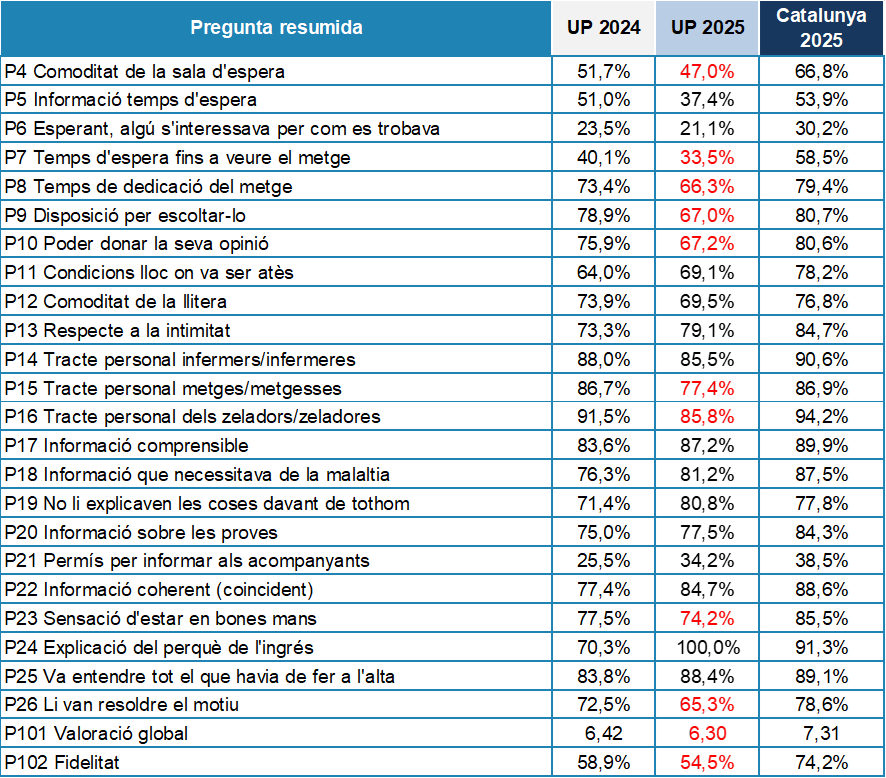 Pregunta resumida UP 2024 UP 2025 Catalunya 2025
P4 Comoditat de la sala d'espera 51,7% 47,0% 66,8%
P5 Informació temps d'espera 51,0% 37,4% 53,9%
P6 Esperant, algú s'interessava per com es trobava 23,5% 21,1% 30,2%
P7 Temps d'espera fins a veure el metge 40,1% 33,5% 58,5%
P8 Temps de dedicació del metge 73,4% 66,3% 79,4%
P9 Disposició per escoltar-lo 78,9% 67,0% 80,7%
P10 Poder donar la seva opinió 75,9% 67,2% 80,6%
P11 Condicions lloc on va ser atès 64,0% 69,1% 78,2%
P12 Comoditat de la llitera 73,9% 69,5% 76,8%
P13 Respecte a la intimitat 73,3% 79,1% 84,7%
P14 Tracte personal infermers/infermeres 88,0% 85,5% 90,6%
P15 Tracte personal metges/metgesses 86,7% 77,4% 86,9%
P16 Tracte personal dels zeladors/zeladores 91,5% 85,8% 94,2%
P17 Informació comprensible 83,6% 87,2% 89,9%
P18 Informació que necessitava de la malaltia 76,3% 81,2% 87,5%
P19 No li explicaven les coses davant de tothom 71,4% 80,8% 77,8%
P20 Informació sobre les proves 75,0% 77,5% 84,3%
P21 Permís per informar als acompanyants 25,5% 34,2% 38,5%
P22 Informació coherent (coincident) 77,4% 84,7% 88,6%
P23 Sensació d'estar en bones mans 77,5% 74,2% 85,5%
P24 Explicació del perquè de l'ingrés 70,3% 100,0% 91,3%
P25 Va entendre tot el que havia de fer a l'alta 83,8% 88,4% 89,1%
P26 Li van resoldre el motiu 72,5% 65,3% 78,6%
P101 Valoració global 6,42 6,30 7,31
P102 Fidelitat 58,9% 54,5% 74,2%